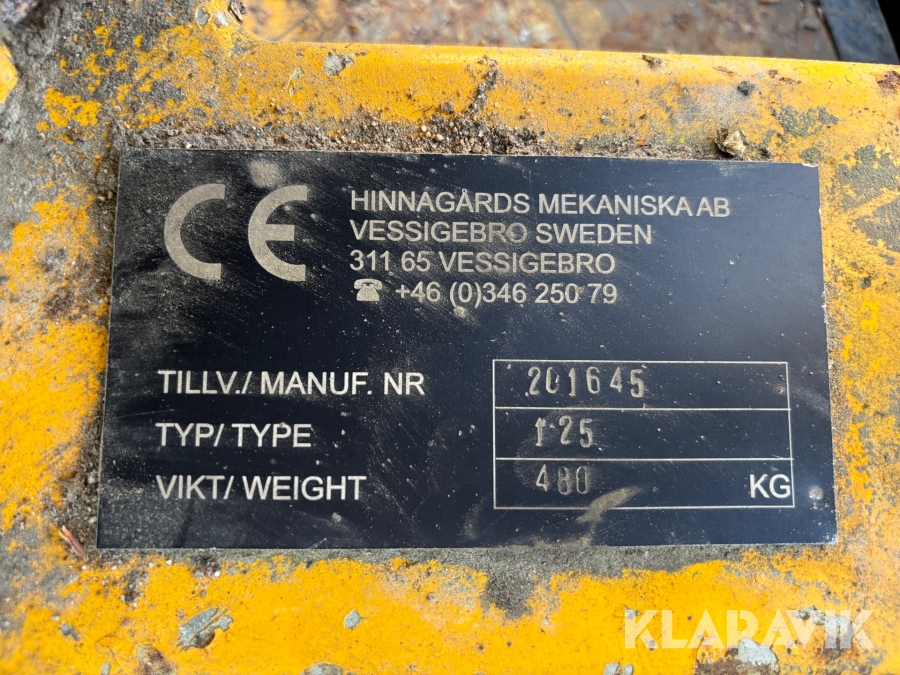 CE
HINNAGÅRDS MEKANISKA AB
VESSIGEBRO SWEDEN
311 65 VESSIGEBRO
☎ +46 (0)346 250 79
TILLV./ MANUF. NR 201645
TYP/ TYPE 125
VIKT/ WEIGHT 480 KG
KLARAVIK